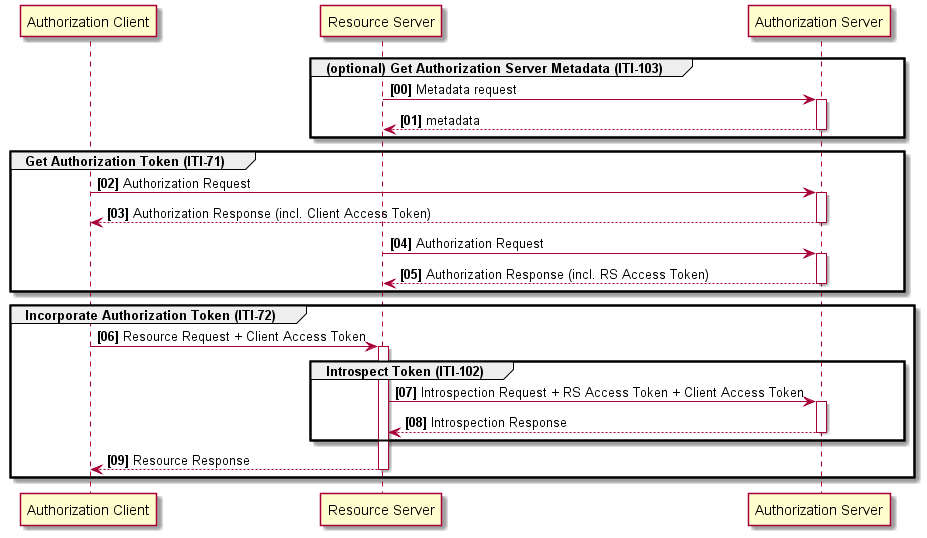 Authorization Client
Resource Server
Authorization Server
(optional) Get Authorization Server Metadata (ITI-103)
[00] Metadata request
[01] metadata
Get Authorization Token (ITI-71)
[02] Authorization Request
[03] Authorization Response (incl. Client Access Token)
[04] Authorization Request
[05] Authorization Response (incl. RS Access Token)
Incorporate Authorization Token (ITI-72)
[06] Resource Request + Client Access Token
Introspect Token (ITI-102)
[07] Introspection Request + RS Access Token + Client Access Token
[08] Introspection Response
[09] Resource Response
Authorization Client
Resource Server
Authorization Server